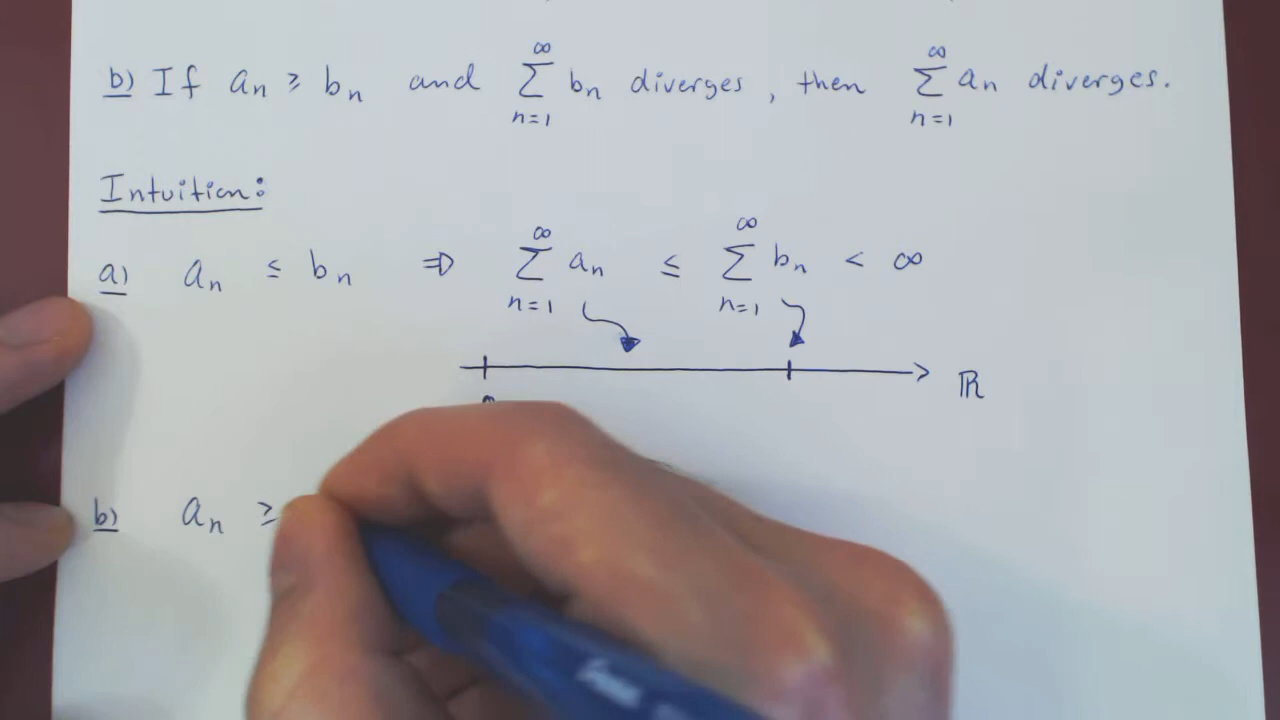 b) If aₙ ≥ bₙ and ∑_{n=1}^{∞} bₙ diverges, then ∑_{n=1}^{∞} aₙ diverges.
Intuition:
a) aₙ ≤ bₙ ⇒ ∑_{n=1}^{∞} aₙ ≤ ∑_{n=1}^{∞} bₙ < ∞
ℝ
b) aₙ ≥